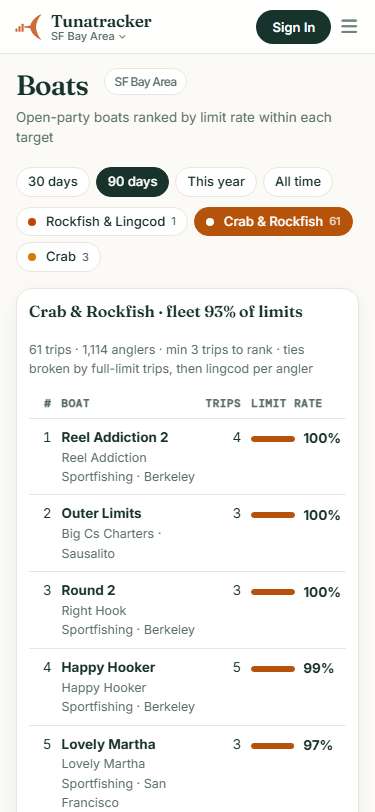 Tunatracker
SF Bay Area
Sign In
Boats
SF Bay Area
Open-party boats ranked by limit rate within each
target
30 days
90 days
This year
All time
Rockfish & Lingcod 1
Crab & Rockfish 61
Crab 3
Crab & Rockfish · fleet 93% of limits
61 trips · 1,114 anglers · min 3 trips to rank · ties
broken by full-limit trips, then lingcod per angler
# BOAT TRIPS LIMIT RATE
1 Reel Addiction 2 4 100%
Reel Addiction
Sportfishing · Berkeley
2 Outer Limits 3 100%
Big Cs Charters ·
Sausalito
3 Round 2 3 100%
Right Hook
Sportfishing · Berkeley
4 Happy Hooker 5 99%
Happy Hooker
Sportfishing · Berkeley
5 Lovely Martha 3 97%
Lovely Martha
Sportfishing · San
Francisco